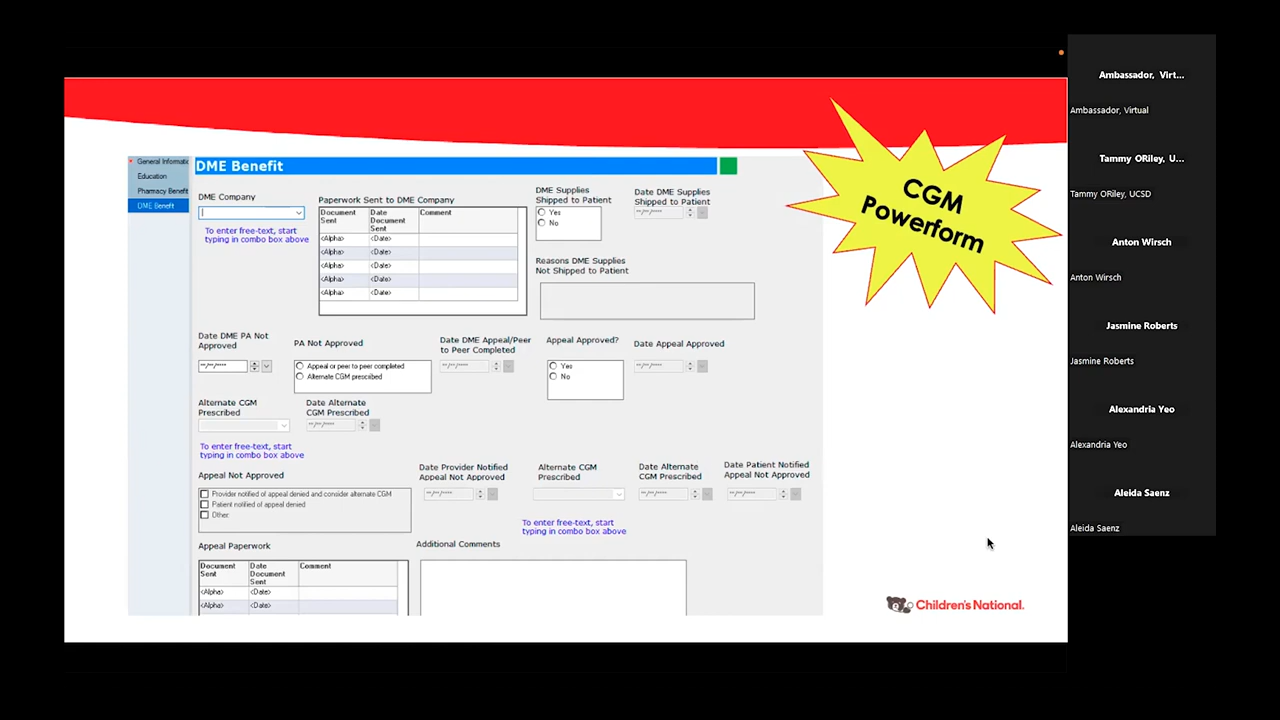 General Informatio
Education
Pharmacy Benefit
DME Benefit
DME Benefit
DME Company
To enter free-text, start
typing in combo box above
Paperwork Sent to DME Company
Document
Sent
Date
Document
Sent
Comment
<Alpha> <Date>
<Alpha> <Date>
<Alpha> <Date>
<Alpha> <Date>
<Alpha> <Date>
DME Supplies
Shipped to Patient
Yes
No
Date DME Supplies
Shipped to Patient
--/--/----
Reasons DME Supplies
Not Shipped to Patient
Date DME PA Not
Approved
--/--/----
PA Not Approved
Appeal or peer to peer completed
Alternate CGM prescribed
Date DME Appeal/Peer
to Peer Completed
--/--/----
Appeal Approved?
Yes
No
Date Appeal Approved
--/--/----
Alternate CGM
Prescribed
Date Alternate
CGM Prescribed
--/--/----
To enter free-text, start
typing in combo box above
Appeal Not Approved
Provider notified of appeal denied and consider alternate CGM
Patient notified of appeal denied
Other
Date Provider Notified
Appeal Not Approved
--/--/----
Alternate CGM
Prescribed
Date Alternate
CGM Prescribed
--/--/----
Date Patient Notified
Appeal Not Approved
--/--/----
To enter free-text, start
typing in combo box above
Appeal Paperwork
Document
Sent
Date
Document
Sent
Comment
<Alpha> <Date>
<Alpha> <Date>
Additional Comments
CGM
Powerform
Children's National.
Ambassador, Virt...
Ambassador, Virtual
Tammy ORiley, U...
Tammy ORiley, UCSD
Anton Wirsch
Anton Wirsch
Jasmine Roberts
Jasmine Roberts
Alexandria Yeo
Alexandria Yeo
Aleida Saenz
Aleida Saenz